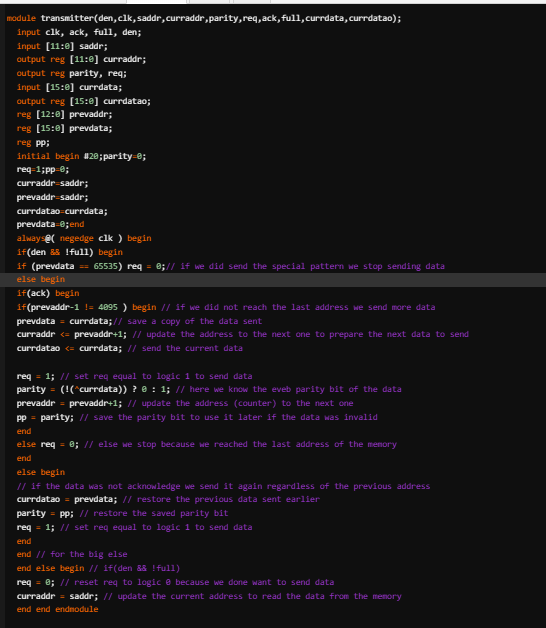 module transmitter(den,clk,saddr,curraddr,parity,req,ack,full,currdata,currdatao);
input clk, ack, full, den;
input [11:0] saddr;
output reg [11:0] curraddr;
output reg parity, req;
input [15:0] currdata;
output reg [15:0] currdatao;
reg [12:0] prevaddr;
reg [15:0] prevdata;
reg pp;
initial begin #20;parity=0;
req=1;pp=0;
curraddr=saddr;
prevaddr=saddr;
currdatao=currdata;
prevdata=0;end
always@( negedge clk ) begin
if(den && !full) begin
if (prevdata == 65535) req = 0;// if we did send the special pattern we stop sending data
else begin
if(ack) begin
if(prevaddr-1 != 4095 ) begin // if we did not reach the last address we send more data
prevdata = currdata;// save a copy of the data sent
curraddr <= prevaddr+1; // update the address to the next one to prepare the next data to send
currdatao <= currdata; // send the current data
req = 1; // set req equal to logic 1 to send data
parity = (!(^currdata)) ? 0 : 1; // here we know the eveb parity bit of the data
prevaddr = prevaddr+1; // update the address (counter) to the next one
pp = parity; // save the parity bit to use it later if the data was invalid
end
else req = 0; // else we stop because we reached the last address of the memory
end
else begin
// if the data was not acknowledge we send it again regardless of the previous address
currdatao = prevdata; // restore the previous data sent earlier
parity = pp; // restore the saved parity bit
req = 1; // set req equal to logic 1 to send data
end
end // for the big else
end else begin // if(den && !full)
req = 0; // reset req to logic 0 because we done want to send data
curraddr = saddr; // update the current address to read the data from the memory
end end endmodule